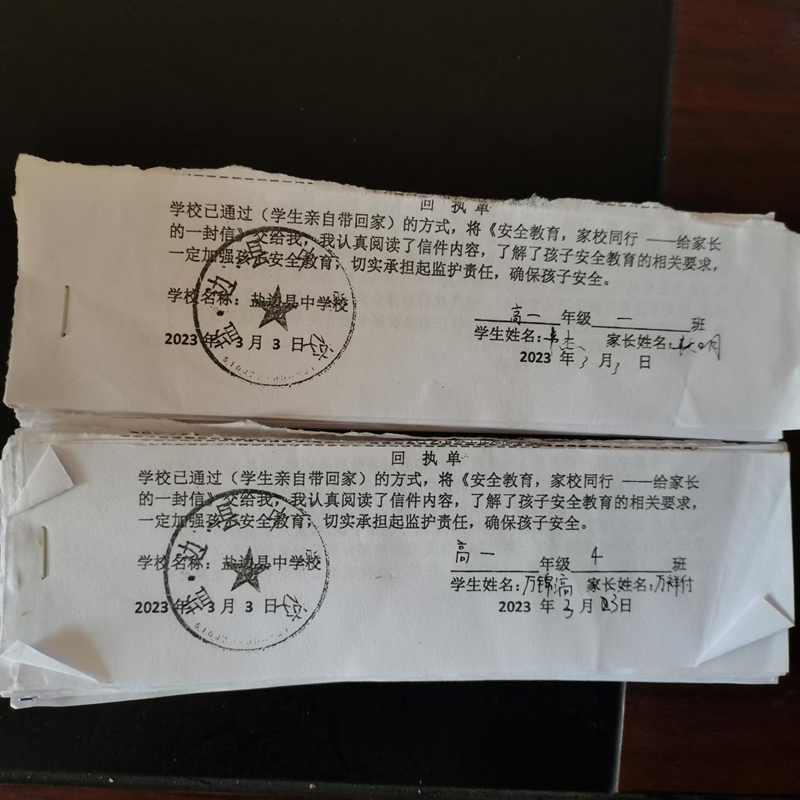 回 执 单
学校已通过（学生亲自带回家）的方式，将《安全教育，家校同行 ——给家长
的一封信》交给我，我认真阅读了信件内容，了解了孩子安全教育的相关要求，
一定加强孩子安全教育，切实承担起监护责任，确保孩子安全。
学校名称：盐边县中学校
高一 年级 一 班
学生姓名： 家长姓名：
2023 年 3 月 3 日
2023 年 3 月 3 日
回 执 单
学校已通过（学生亲自带回家）的方式，将《安全教育，家校同行 ——给家长
的一封信》交给我，我认真阅读了信件内容，了解了孩子安全教育的相关要求，
一定加强孩子安全教育，切实承担起监护责任，确保孩子安全。
学校名称：盐边县中学校
高一 年级 4 班
学生姓名：万锦滈 家长姓名：万祥付
2023 年 3 月 3 日
2023 年 3 月 3日